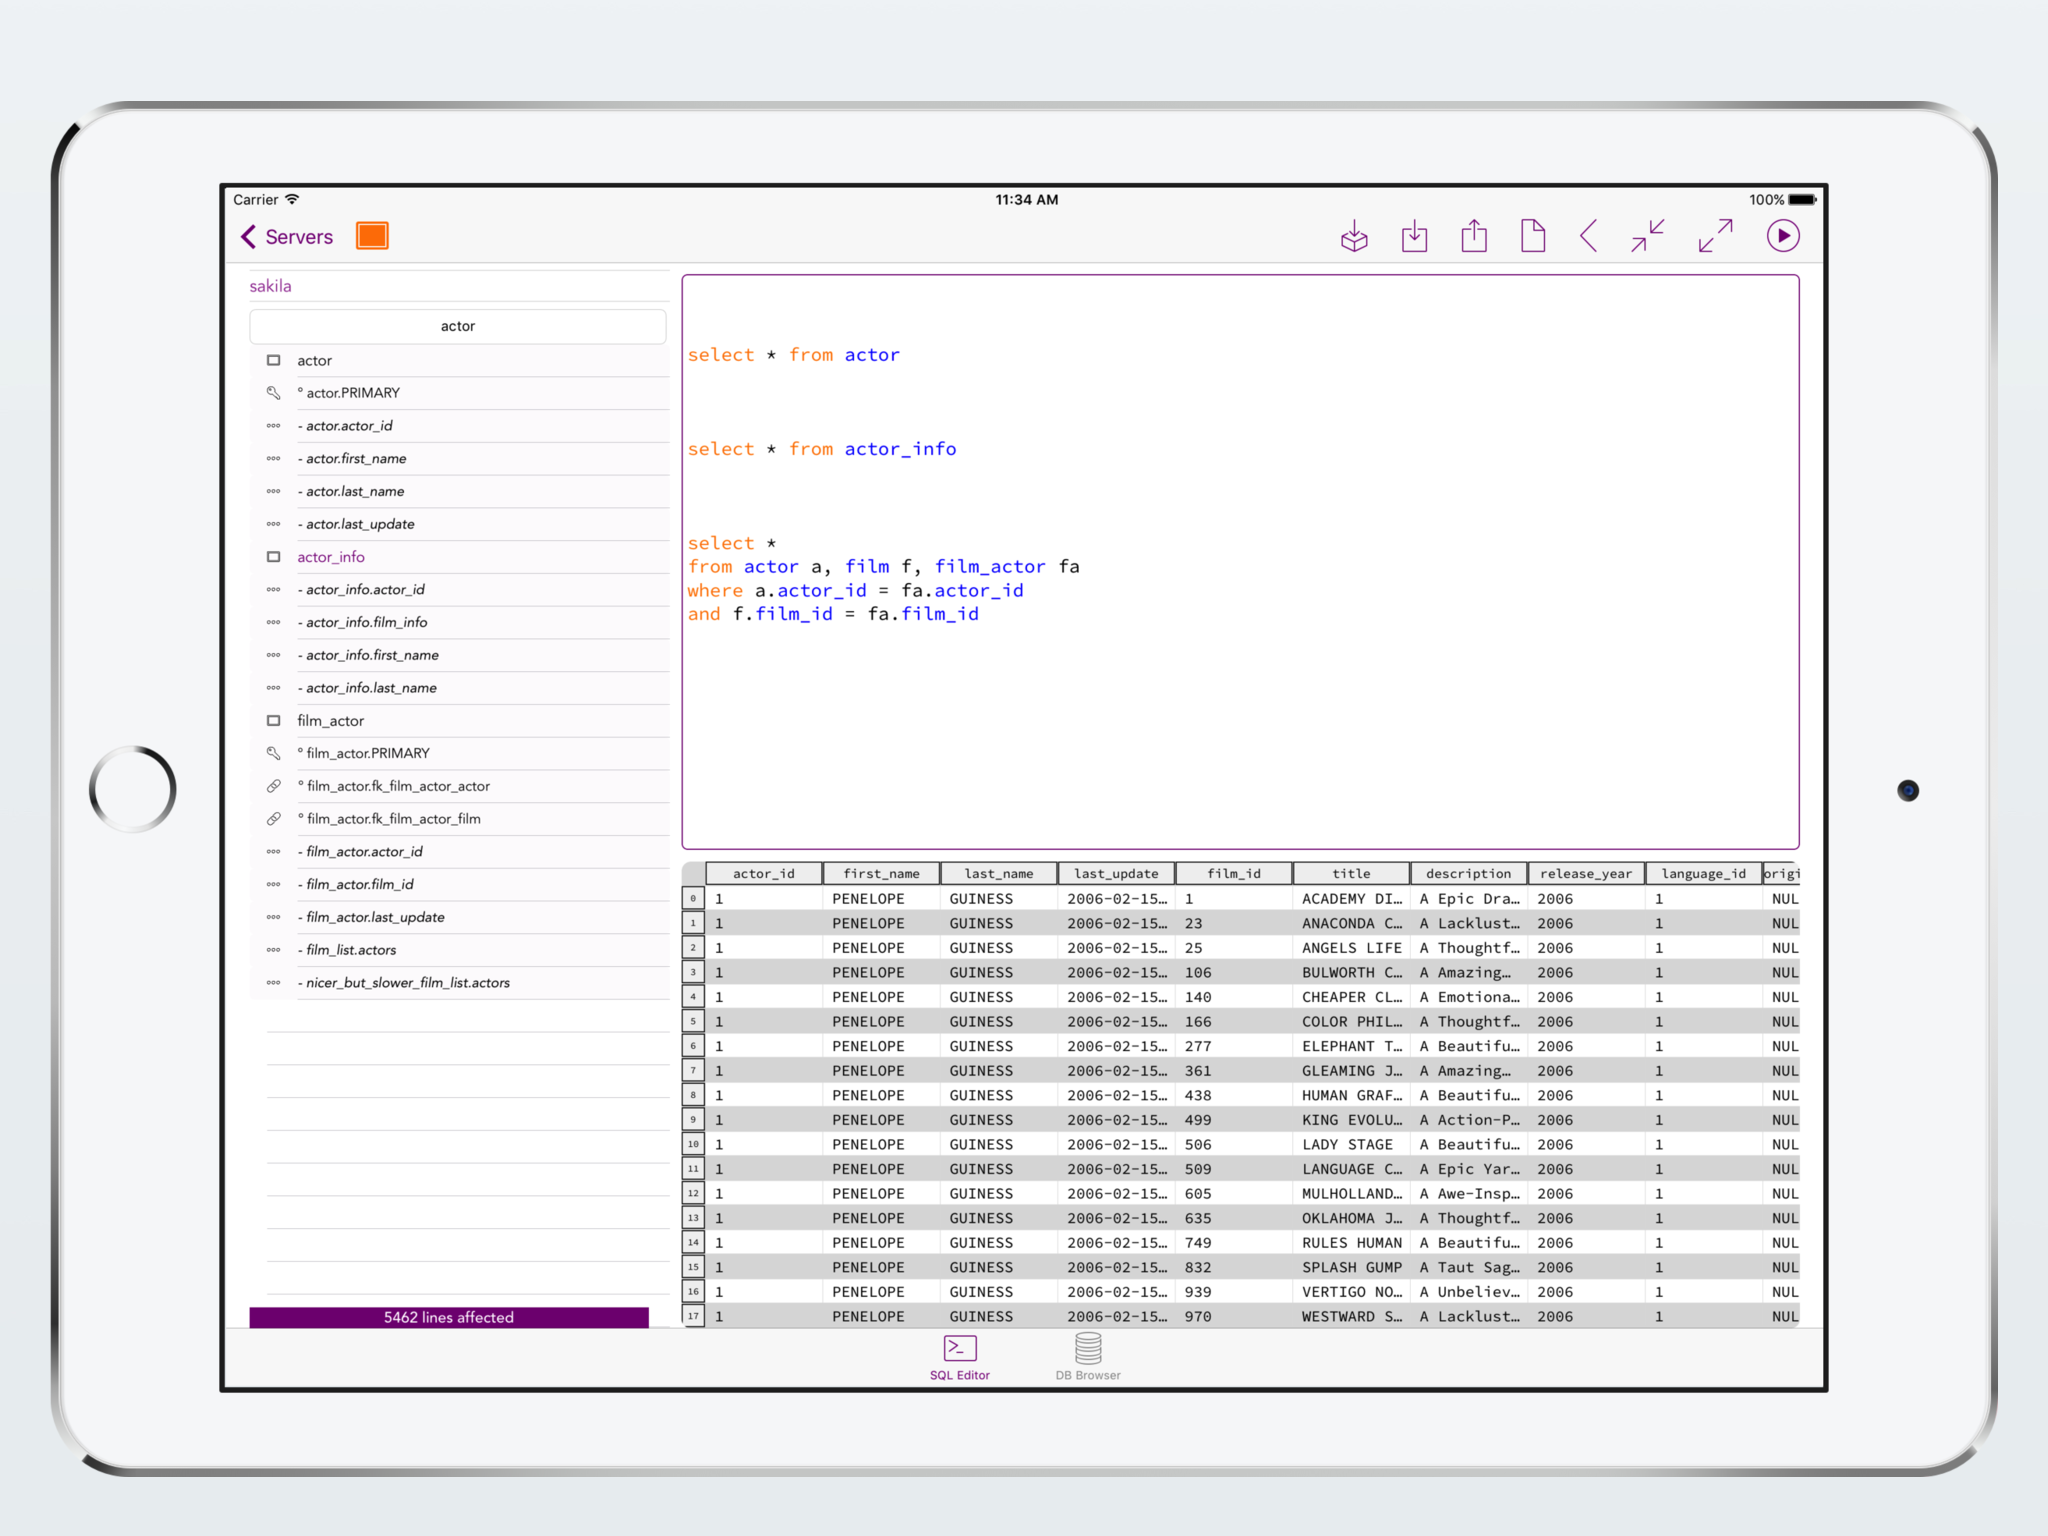 Carrier 11:34 AM 100%
Servers
sakila
actor
actor
° actor.PRIMARY
- actor.actor_id
- actor.first_name
- actor.last_name
- actor.last_update
actor_info
- actor_info.actor_id
- actor_info.film_info
- actor_info.first_name
- actor_info.last_name
film_actor
° film_actor.PRIMARY
° film_actor.fk_film_actor_actor
° film_actor.fk_film_actor_film
- film_actor.actor_id
- film_actor.film_id
- film_actor.last_update
- film_list.actors
- nicer_but_slower_film_list.actors
5462 lines affected
select * from actor
select * from actor_info
select *
from actor a, film f, film_actor fa
where a.actor_id = fa.actor_id
and f.film_id = fa.film_id
actor_id first_name last_name last_update film_id title description release_year language_id origi
0 1 PENELOPE GUINESS 2006-02-15… 1 ACADEMY DI… A Epic Dra… 2006 1 NUL
1 1 PENELOPE GUINESS 2006-02-15… 23 ANACONDA C… A Lacklust… 2006 1 NUL
2 1 PENELOPE GUINESS 2006-02-15… 25 ANGELS LIFE A Thoughtf… 2006 1 NUL
3 1 PENELOPE GUINESS 2006-02-15… 106 BULWORTH C… A Amazing… 2006 1 NUL
4 1 PENELOPE GUINESS 2006-02-15… 140 CHEAPER CL… A Emotiona… 2006 1 NUL
5 1 PENELOPE GUINESS 2006-02-15… 166 COLOR PHIL… A Thoughtf… 2006 1 NUL
6 1 PENELOPE GUINESS 2006-02-15… 277 ELEPHANT T… A Beautifu… 2006 1 NUL
7 1 PENELOPE GUINESS 2006-02-15… 361 GLEAMING J… A Amazing… 2006 1 NUL
8 1 PENELOPE GUINESS 2006-02-15… 438 HUMAN GRAF… A Beautifu… 2006 1 NUL
9 1 PENELOPE GUINESS 2006-02-15… 499 KING EVOLU… A Action-P… 2006 1 NUL
10 1 PENELOPE GUINESS 2006-02-15… 506 LADY STAGE A Beautifu… 2006 1 NUL
11 1 PENELOPE GUINESS 2006-02-15… 509 LANGUAGE C… A Epic Yar… 2006 1 NUL
12 1 PENELOPE GUINESS 2006-02-15… 605 MULHOLLAND… A Awe-Insp… 2006 1 NUL
13 1 PENELOPE GUINESS 2006-02-15… 635 OKLAHOMA J… A Thoughtf… 2006 1 NUL
14 1 PENELOPE GUINESS 2006-02-15… 749 RULES HUMAN A Beautifu… 2006 1 NUL
15 1 PENELOPE GUINESS 2006-02-15… 832 SPLASH GUMP A Taut Sag… 2006 1 NUL
16 1 PENELOPE GUINESS 2006-02-15… 939 VERTIGO NO… A Unbeliev… 2006 1 NUL
17 1 PENELOPE GUINESS 2006-02-15… 970 WESTWARD S… A Lacklust… 2006 1 NUL
SQL Editor DB Browser